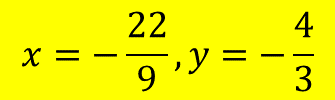 x = −22/9, y = −4/3